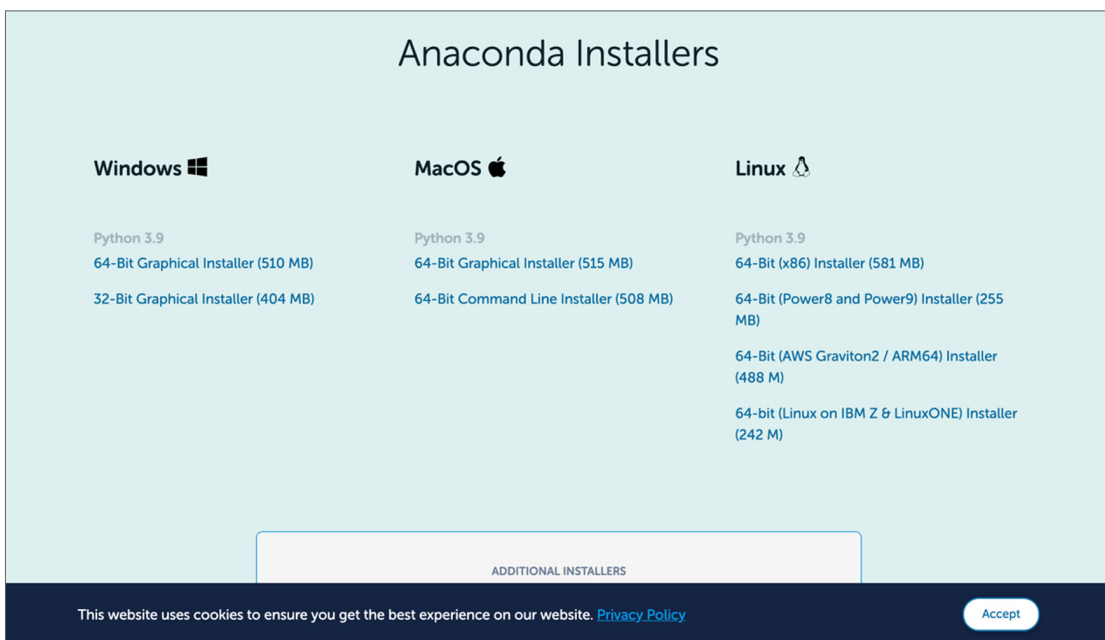 Anaconda Installers
Windows
Python 3.9
64-Bit Graphical Installer (510 MB)
32-Bit Graphical Installer (404 MB)
MacOS
Python 3.9
64-Bit Graphical Installer (515 MB)
64-Bit Command Line Installer (508 MB)
Linux
Python 3.9
64-Bit (x86) Installer (581 MB)
64-Bit (Power8 and Power9) Installer (255
MB)
64-Bit (AWS Graviton2 / ARM64) Installer
(488 M)
64-bit (Linux on IBM Z & LinuxONE) Installer
(242 M)
ADDITIONAL INSTALLERS
This website uses cookies to ensure you get the best experience on our website. Privacy Policy
Accept